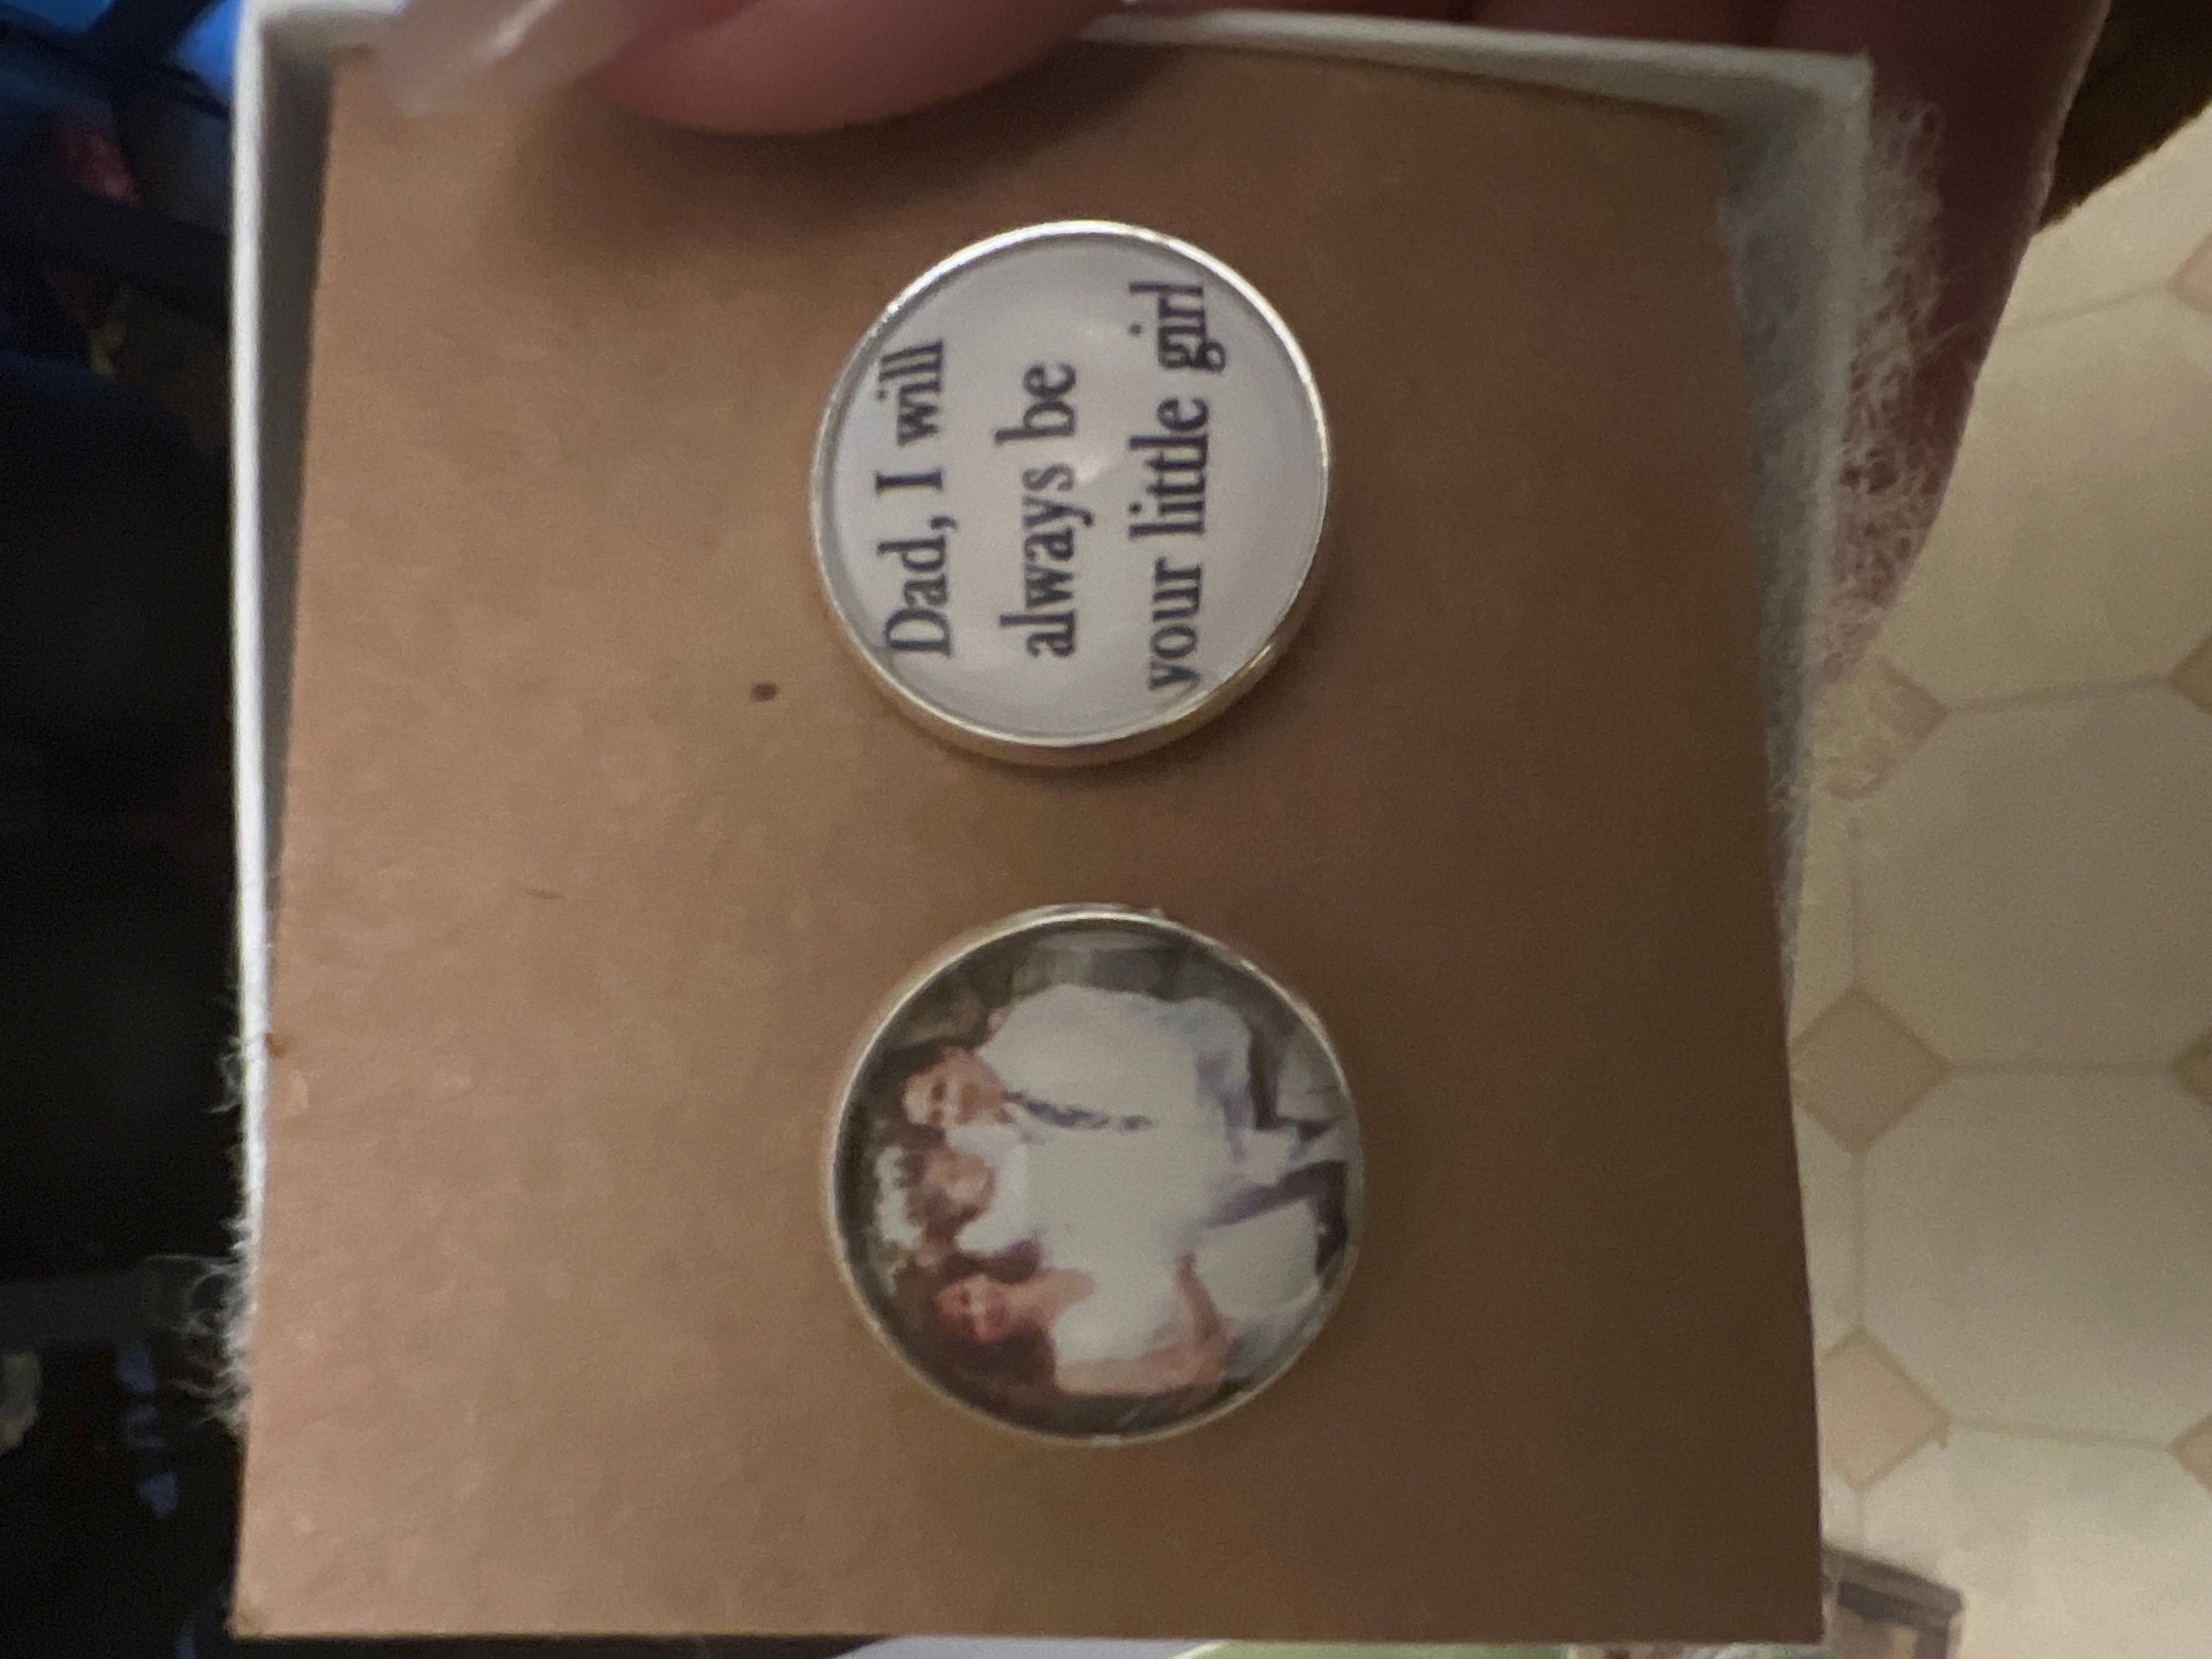 Dad, I will
always be
your little girl